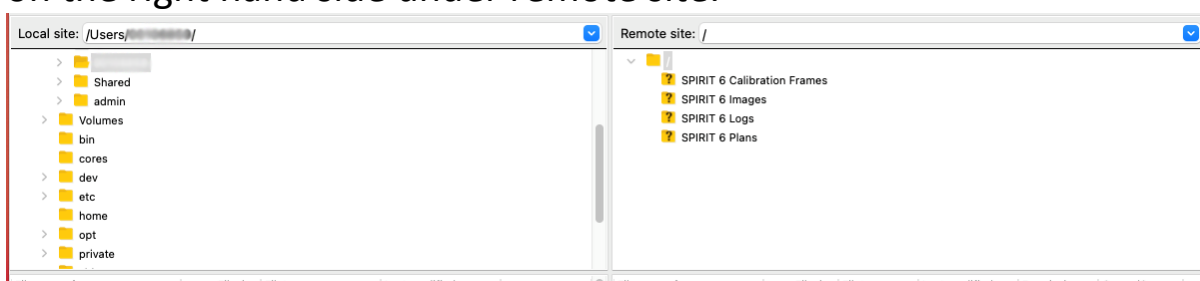 on the right hand side under remote site.
Local site: /Users/
Shared
admin
Volumes
bin
cores
dev
etc
home
opt
private
Remote site: /
/
SPIRIT 6 Calibration Frames
SPIRIT 6 Images
SPIRIT 6 Logs
SPIRIT 6 Plans